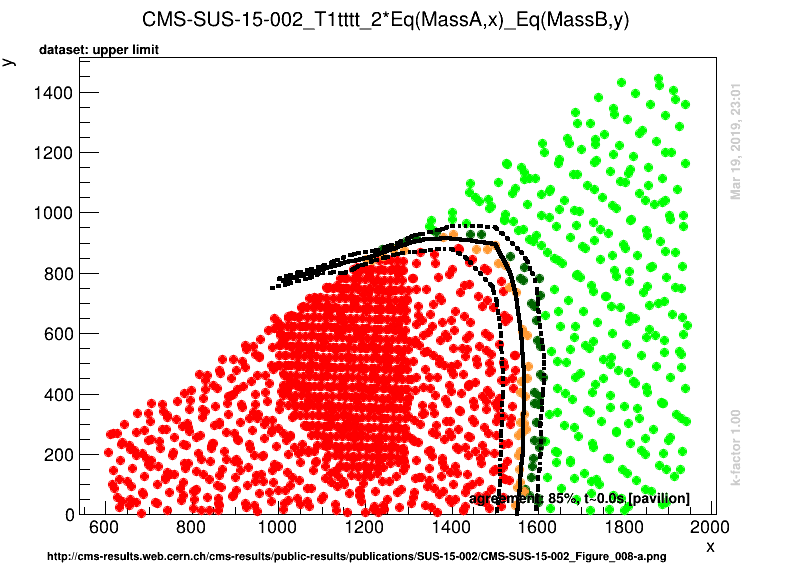 CMS-SUS-15-002_T1tttt_2*Eq(MassA,x)_Eq(MassB,y)
dataset: upper limit
y
1400
1200
1000
800
600
400
200
0
Mar 19, 2019, 23:01
k-factor 1.00
agreement: 85%, t~0.0s [pavilion]
600 800 1000 1200 1400 1600 1800 2000
x
http://cms-results.web.cern.ch/cms-results/public-results/publications/SUS-15-002/CMS-SUS-15-002_Figure_008-a.png